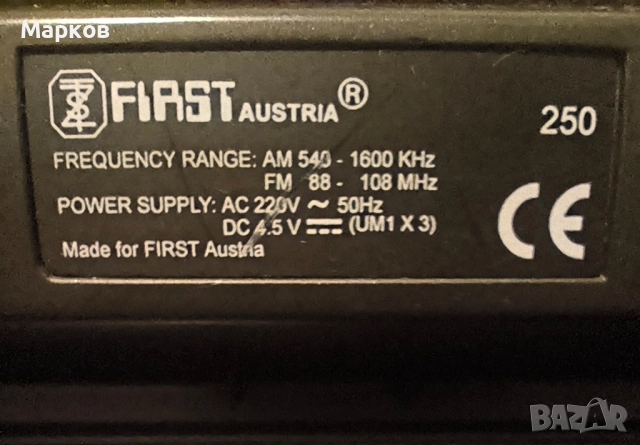 Марков
FIRST AUSTRIA®
250
FREQUENCY RANGE: AM 540 - 1600 KHz
FM 88 - 108 MHz
POWER SUPPLY: AC 220V ~ 50Hz
DC 4.5 V ⎓ (UM1 X 3)
Made for FIRST Austria
CE
BAZAR